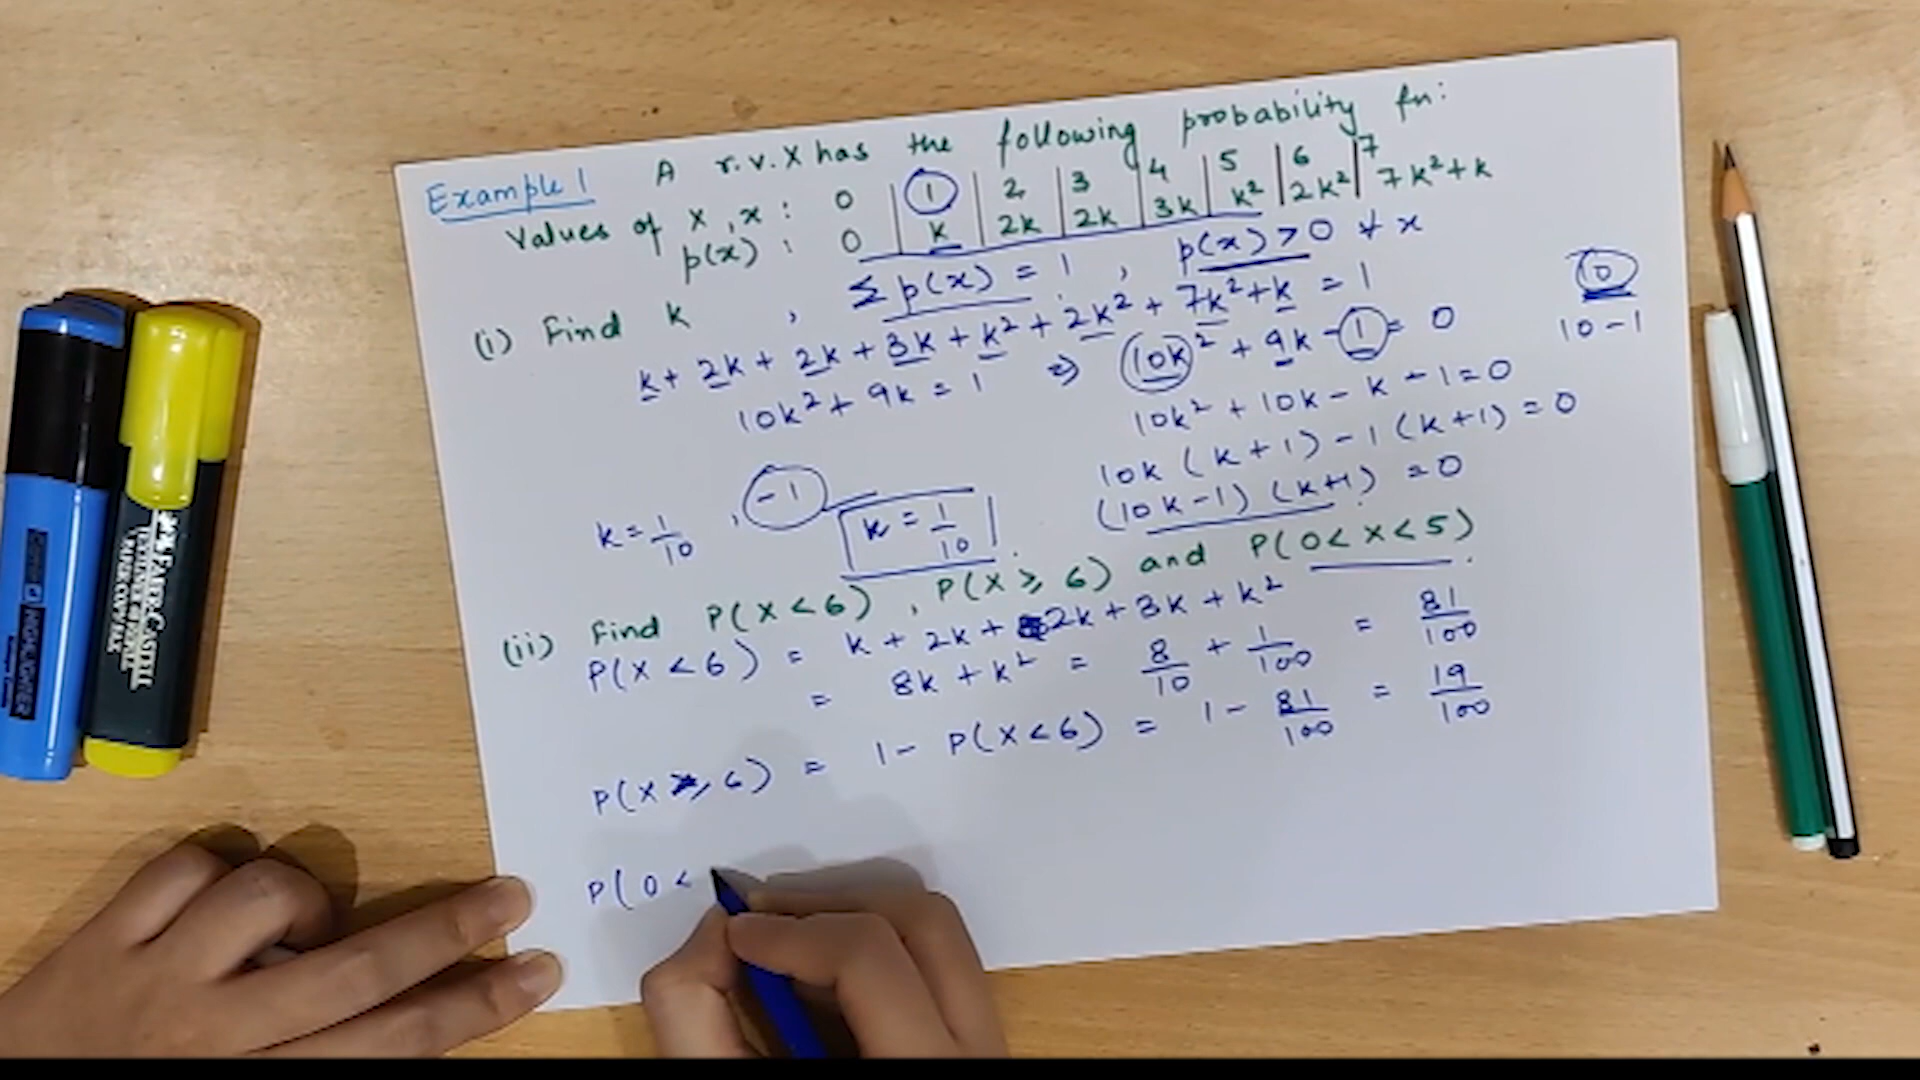 Example 1 A r.v. X has the following probability fn:
Values of X, x : 0 | 1 | 2 | 3 | 4 | 5 | 6 | 7
p(x) : 0 | k | 2k | 2k | 3k | k² | 2k² | 7k²+k
(i) Find k , Σ p(x) = 1 , p(x) > 0 ∀ x
k + 2k + 2k + 3k + k² + 2k² + 7k² + k = 1
10k² + 9k = 1 ⇒ 10k² + 9k - 1 = 0
10
10 - 1
10k² + 10k - k - 1 = 0
10k (k+1) - 1 (k+1) = 0
(10k-1) (k+1) = 0
k = 1/10 , -1 k = 1/10
(ii) Find P(X < 6) , P(X ≥ 6) and P(0 < X < 5)
P(X < 6) = k + 2k + 2k + 3k + k²
= 8k + k² = 8/10 + 1/100 = 81/100
P(X ≥ 6) = 1 - P(X < 6) = 1 - 81/100 = 19/100
P(0 <
FABER-CASTELL
TEXTLINER